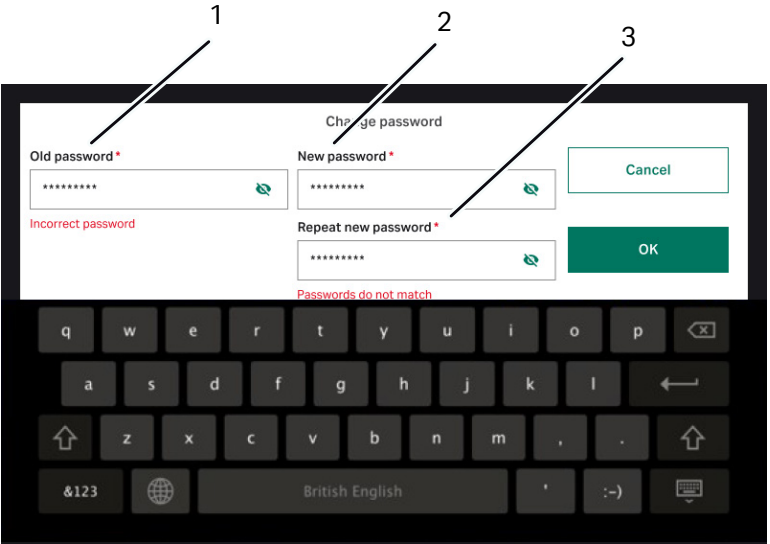 1
2
3
Change password
Old password *
*********
Incorrect password
New password *
*********
Repeat new password *
*********
Passwords do not match
Cancel
OK
q w e r t y u i o p
a s d f g h j k l
z x c v b n m , .
&123 British English ' :-)